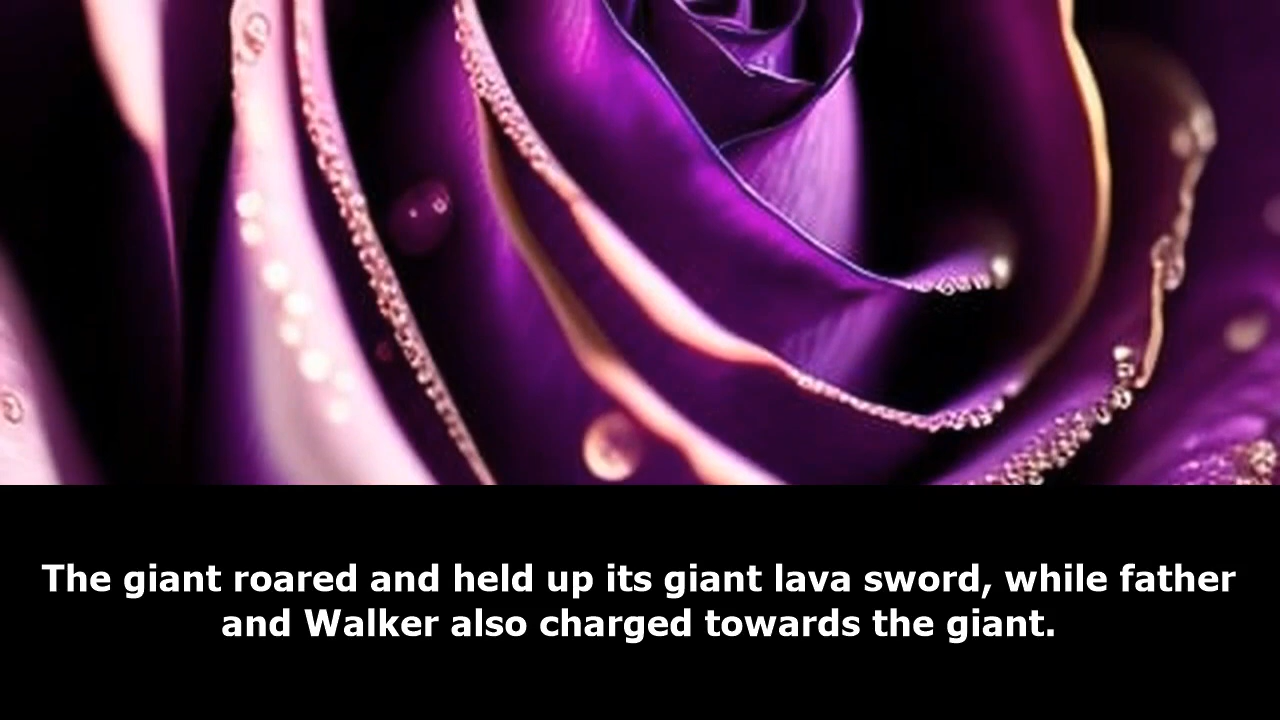 The giant roared and held up its giant lava sword, while father
and Walker also charged towards the giant.